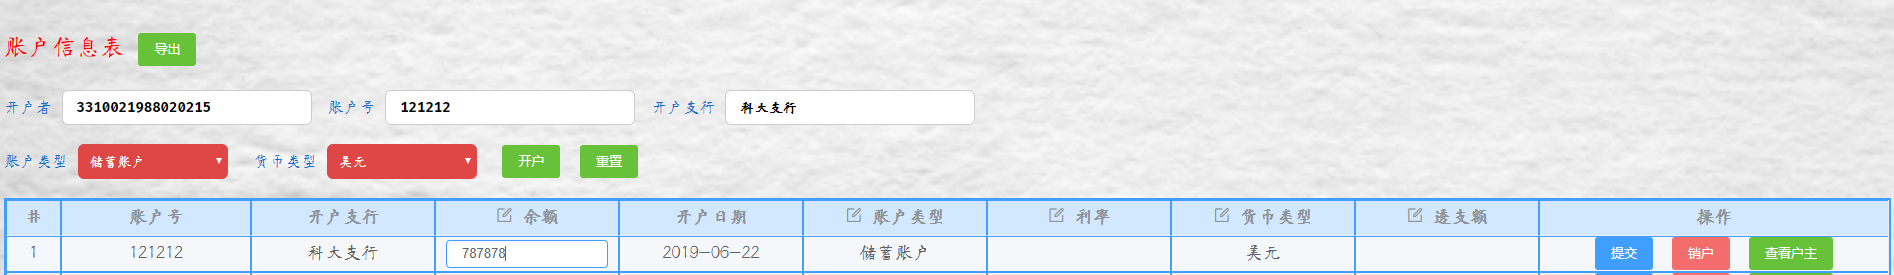 账户信息表 导出
开户者 3310021988020215 账户号 121212 开户支行 科大支行
账户类型 储蓄账户 货币类型 美元 开户 重置
# 账户号 开户支行 余额 开户日期 账户类型 利率 货币类型 透支额 操作
1 121212 科大支行 787878 2019-06-22 储蓄账户 美元 提交 销户 查看户主